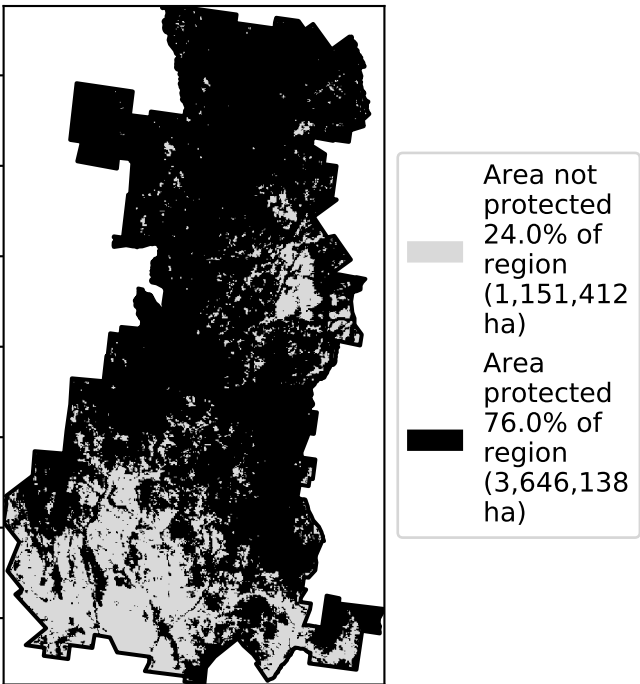 Area not
protected
24.0% of
region
(1,151,412
ha)
Area
protected
76.0% of
region
(3,646,138
ha)